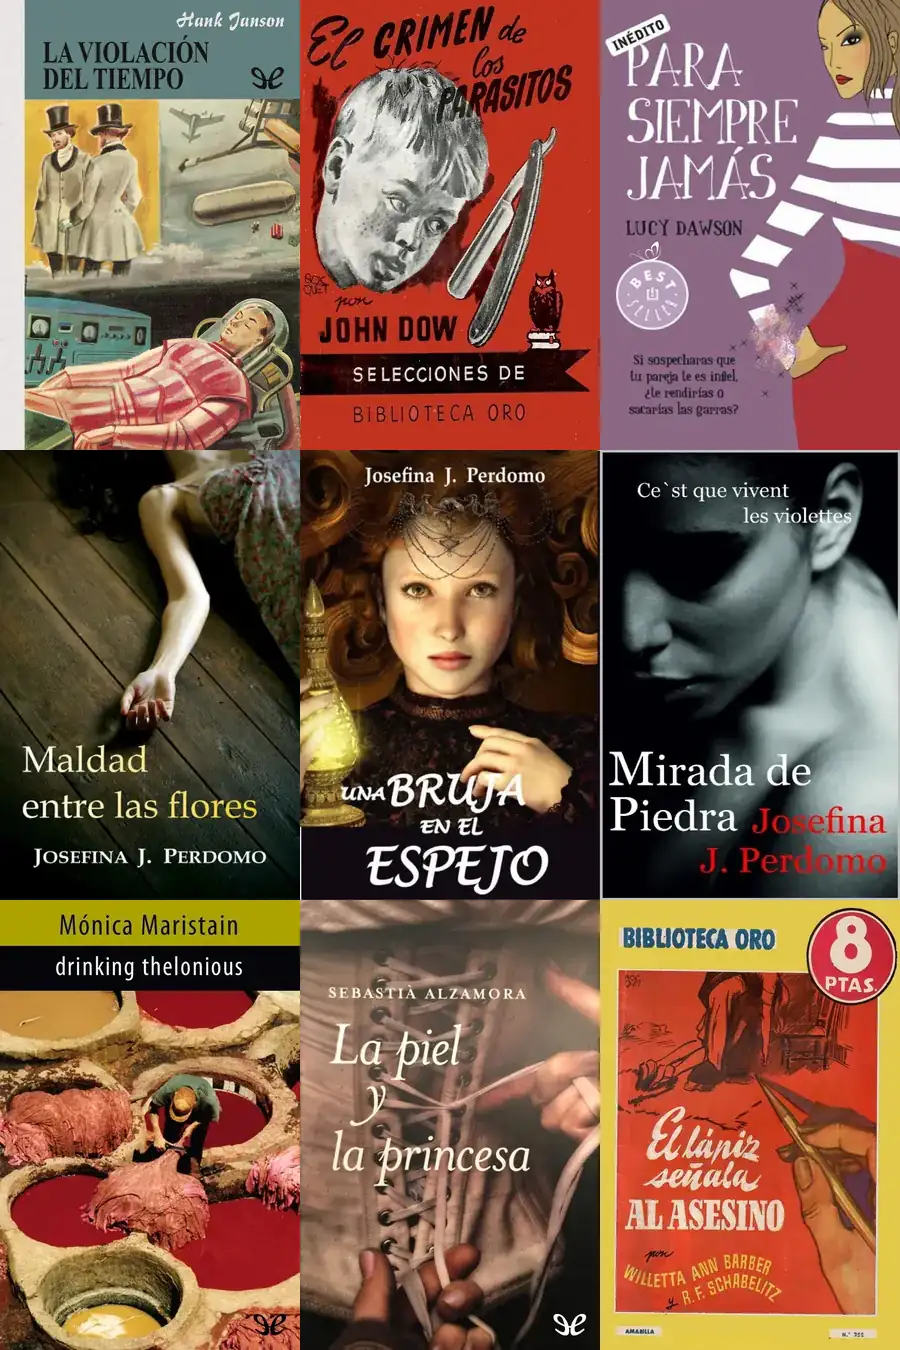 Hank Janson
LA VIOLACIÓN
DEL TIEMPO
El CRIMEN de
los
PARASITOS
por
JOHN DOW
SELECCIONES DE
BIBLIOTECA ORO
INÉDITO
PARA
SIEMPRE
JAMÁS
LUCY DAWSON
BEST
SELLER
Si sospecharas que
tu pareja te es infiel,
¿te rendirías o
sacarías las garras?
Maldad
entre las flores
JOSEFINA J. PERDOMO
Josefina J. Perdomo
UNA BRUJA
EN EL
ESPEJO
Ce`st que vivent
les violettes
Mirada de
Piedra Josefina
J. Perdomo
Mónica Maristain
drinking thelonious
SEBASTIÀ ALZAMORA
La piel
y
la princesa
BIBLIOTECA ORO
8
PTAS.
El lápiz
señala
AL ASESINO
por
WILLETTA ANN BARBER
y R. F. SCHABELITZ
AMARILLA